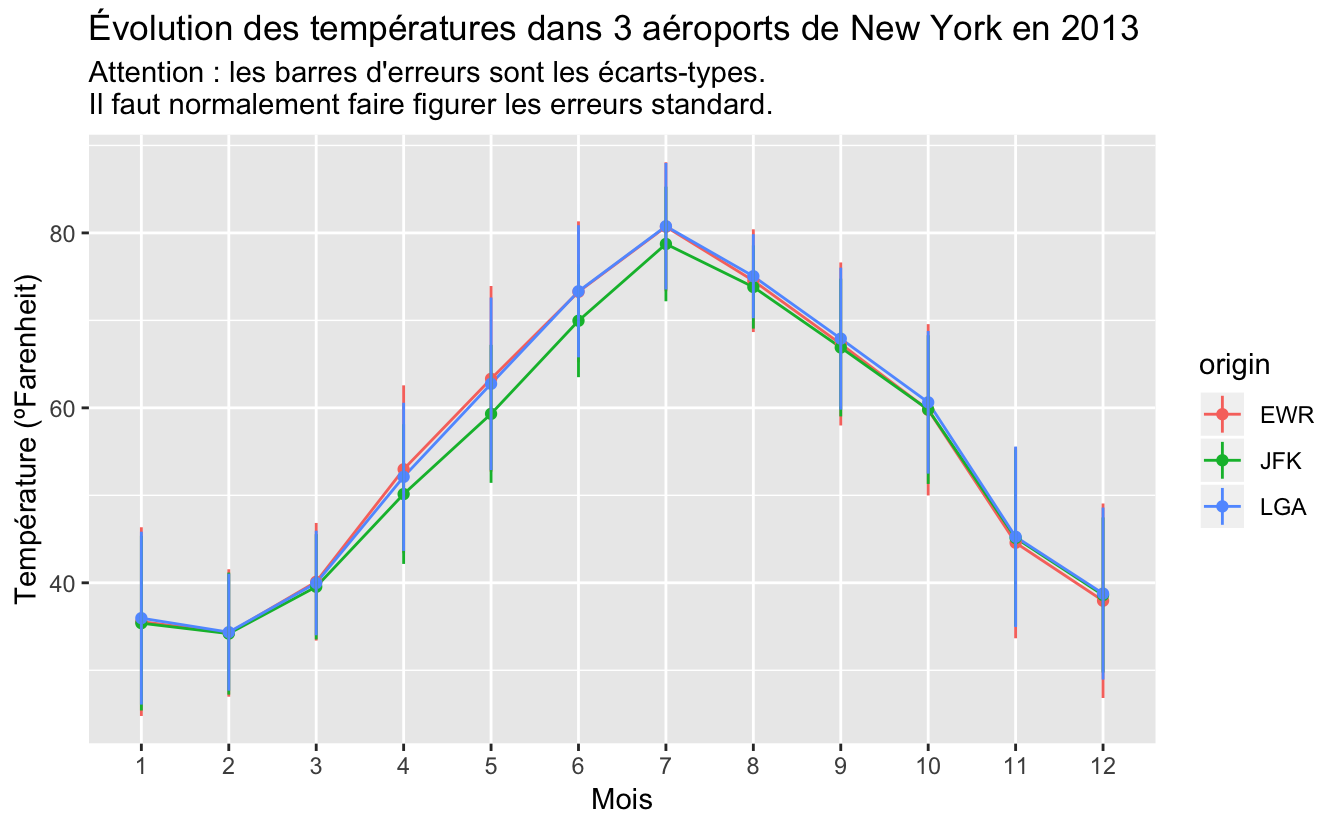 Évolution des températures dans 3 aéroports de New York en 2013
Attention : les barres d'erreurs sont les écarts-types.
Il faut normalement faire figurer les erreurs standard.
Température (ºFarenheit)
80
60
40
1 2 3 4 5 6 7 8 9 10 11 12
Mois
origin
EWR
JFK
LGA